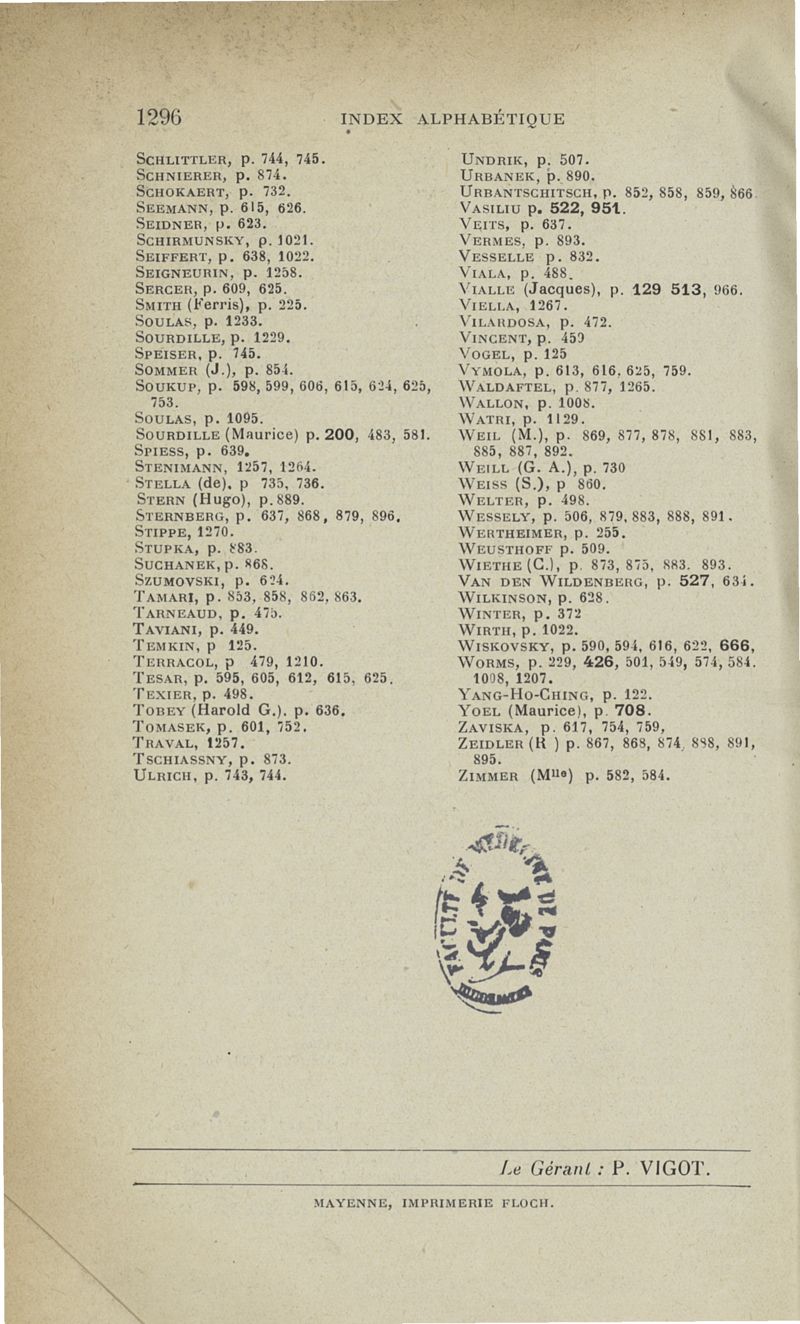 1296
INDEX ALPHABÉTIQUE
SCHLITTLER, p. 744, 745.
SCHNIERER, p. 874.
SCHOKAERT, p. 732.
SEEMANN, p. 615, 626.
SEIDNER, p. 623.
SCHIRMUNSKY, p. 1021.
SEIFFERT, p. 638, 1022.
SEIGNEURIN, p. 1258.
SERCER, p. 609, 625.
SMITH (Ferris), p. 225.
SOULAS, p. 1233.
SOURDILLE, p. 1229.
SPEISER, p. 745.
SOMMER (J.), p. 854.
SOUKUP, p. 598, 599, 606, 615, 624, 625,
753.
SOULAS, p. 1095.
SOURDILLE (Maurice) p. 200, 483, 581.
SPIESS, p. 639.
STENIMANN, 1257, 1264.
STELLA (de), p 735, 736.
STERN (Hugo), p. 889.
STERNBERG, p. 637, 868, 879, 896.
STIPPE, 1270.
STUPKA, p. 883.
SUCHANEK, p. 868.
SZUMOVSKI, p. 624.
TAMARI, p. 853, 858, 862, 863.
TARNEAUD, p. 475.
TAVIANI, p. 449.
TEMKIN, p 125.
TERRACOL, p 479, 1210.
TESAR, p. 595, 605, 612, 615, 625.
TEXIER, p. 498.
TOBEY (Harold G.), p. 636.
TOMASEK, p. 601, 752.
TRAVAL, 1257.
TSCHIASSNY, p. 873.
ULRICH, p. 743, 744.
UNDRIK, p. 507.
URBANEK, p. 890.
URBANTSCHITSCH, p. 852, 858, 859, 866.
VASILIU p. 522, 951.
VEITS, p. 637.
VERMES, p. 893.
VESSELLE p. 832.
VIALA, p. 488.
VIALLE (Jacques), p. 129 513, 966.
VIELLA, 1267.
VILARDOSA, p. 472.
VINCENT, p. 459
VOGEL, p. 125
VYMOLA, p. 613, 616, 625, 759.
WALDAFTEL, p. 877, 1265.
WALLON, p. 1008.
WATRI, p. 1129.
WEIL (M.), p. 869, 877, 878, 881, 883,
885, 887, 892.
WEILL (G. A.), p. 730
WEISS (S.), p 860.
WELTER, p. 498.
WESSELY, p. 506, 879, 883, 888, 891.
WERTHEIMER, p. 255.
WEUSTHOFF p. 509.
WIETHE (C.), p. 873, 875, 883. 893.
VAN DEN WILDENBERG, p. 527, 634.
WILKINSON, p. 628.
WINTER, p. 372
WIRTH, p. 1022.
WISKOVSKY, p. 590, 594, 616, 622, 666,
WORMS, p. 229, 426, 501, 549, 574, 584.
1008, 1207.
YANG-HO-CHING, p. 122.
YOEL (Maurice), p. 708.
ZAVISKA, p. 617, 754, 759,
ZEIDLER (R ) p. 867, 868, 874, 888, 891,
895.
ZIMMER (Mlle) p. 582, 584.
FACULTÉ DE MÉDECINE DE PARIS
Le Gérant : P. VIGOT.
MAYENNE, IMPRIMERIE FLOCH.